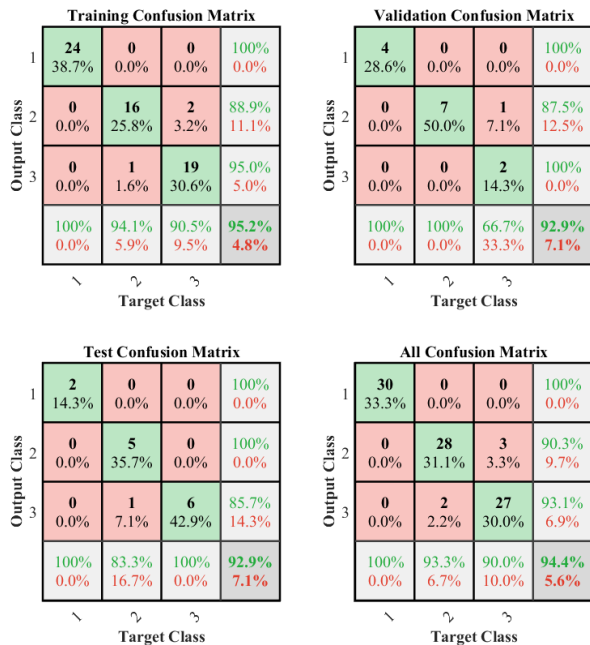 Training Confusion Matrix
24 0 0 100%
1
38.7% 0.0% 0.0% 0.0%
0 16 2 88.9%
2
0.0% 25.8% 3.2% 11.1%
0 1 19 95.0%
3
0.0% 1.6% 30.6% 5.0%
100% 94.1% 90.5% 95.2%
0.0% 5.9% 9.5% 4.8%
1 2 3
Target Class
Output Class
Validation Confusion Matrix
4 0 0 100%
1
28.6% 0.0% 0.0% 0.0%
0 7 1 87.5%
2
0.0% 50.0% 7.1% 12.5%
0 0 2 100%
3
0.0% 0.0% 14.3% 0.0%
100% 100% 66.7% 92.9%
0.0% 0.0% 33.3% 7.1%
1 2 3
Target Class
Output Class
Test Confusion Matrix
2 0 0 100%
1
14.3% 0.0% 0.0% 0.0%
0 5 0 100%
2
0.0% 35.7% 0.0% 0.0%
0 1 6 85.7%
3
0.0% 7.1% 42.9% 14.3%
100% 83.3% 100% 92.9%
0.0% 16.7% 0.0% 7.1%
1 2 3
Target Class
Output Class
All Confusion Matrix
30 0 0 100%
1
33.3% 0.0% 0.0% 0.0%
0 28 3 90.3%
2
0.0% 31.1% 3.3% 9.7%
0 2 27 93.1%
3
0.0% 2.2% 30.0% 6.9%
100% 93.3% 90.0% 94.4%
0.0% 6.7% 10.0% 5.6%
1 2 3
Target Class
Output Class